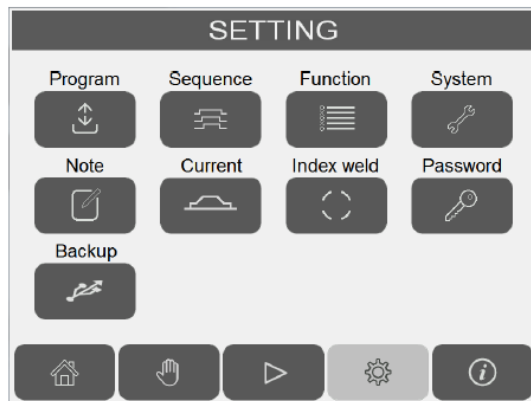 SETTING
Program Sequence Function System
Note Current Index weld Password
Backup